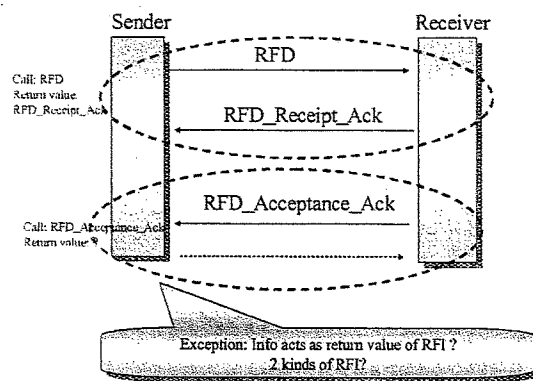 Sender
Receiver
RFD
Call: RFD
Return value:
RFD_Receipt_Ack
RFD_Receipt_Ack
RFD_Acceptance_Ack
Call: RFD_Acceptance_Ack
Return value: ?
Exception: Info acts as return value of RFI ?
2 kinds of RFI?